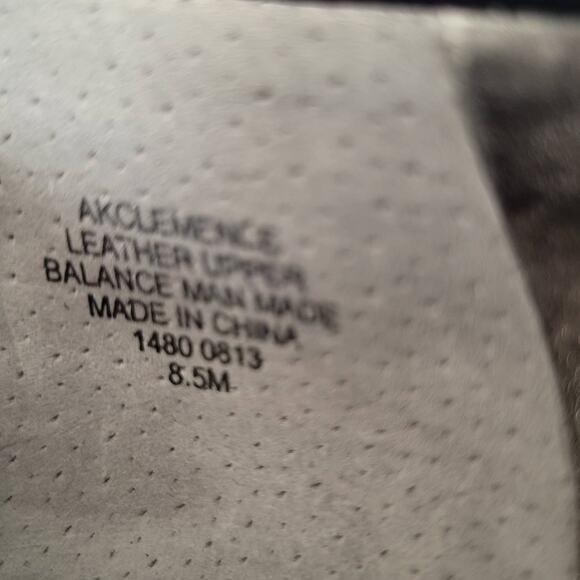 AKCLEMENCE
LEATHER UPPER
BALANCE MAN MADE
MADE IN CHINA
1480 0813
8.5M